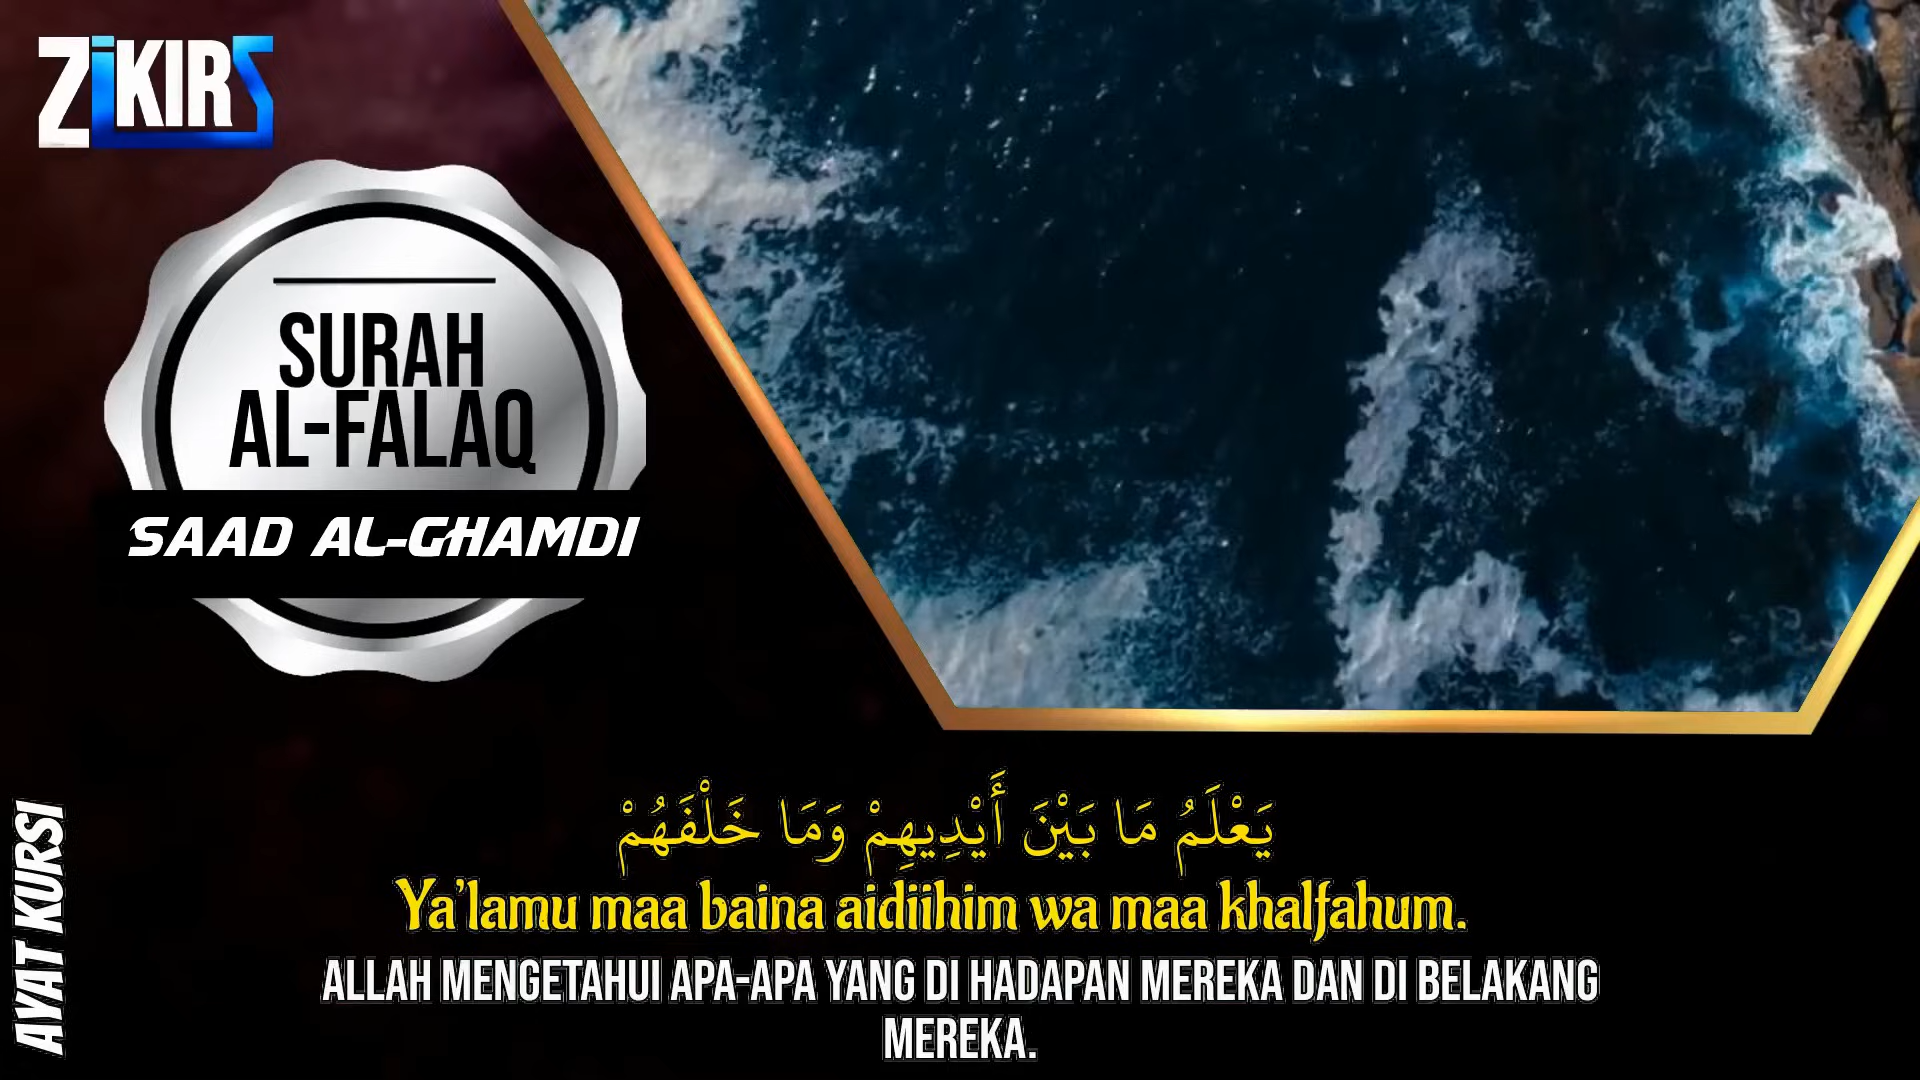 ZIKIRS
SURAH
AL-FALAQ
SAAD AL-GHAMDI
AYAT KURSI
يَعْلَمُ مَا بَيْنَ أَيْدِيهِمْ وَمَا خَلْفَهُمْ
Ya'lamu maa baina aidiihim wa maa khalfahum.
ALLAH MENGETAHUI APA-APA YANG DI HADAPAN MEREKA DAN DI BELAKANG
MEREKA.